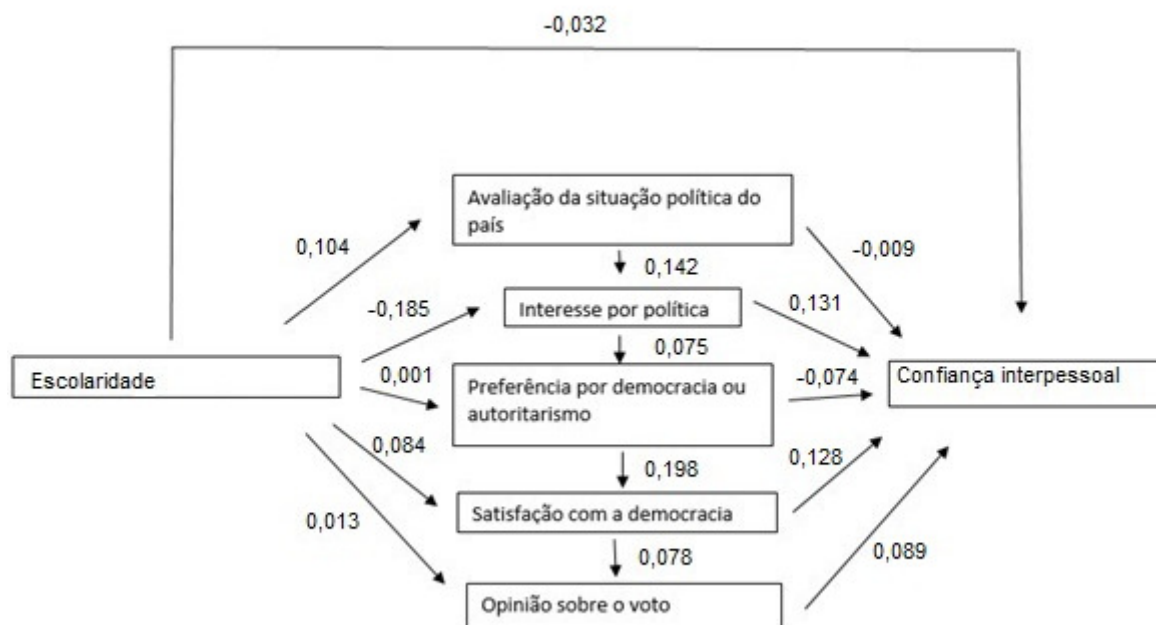 -0,032
Avaliação da situação política do
país
0,104
-0,009
0,142
-0,185
Interesse por política
0,131
0,075
Escolaridade
0,001
Preferência por democracia ou
autoritarismo
-0,074
Confiança interpessoal
0,084
0,198
0,128
Satisfação com a democracia
0,013
0,078
0,089
Opinião sobre o voto